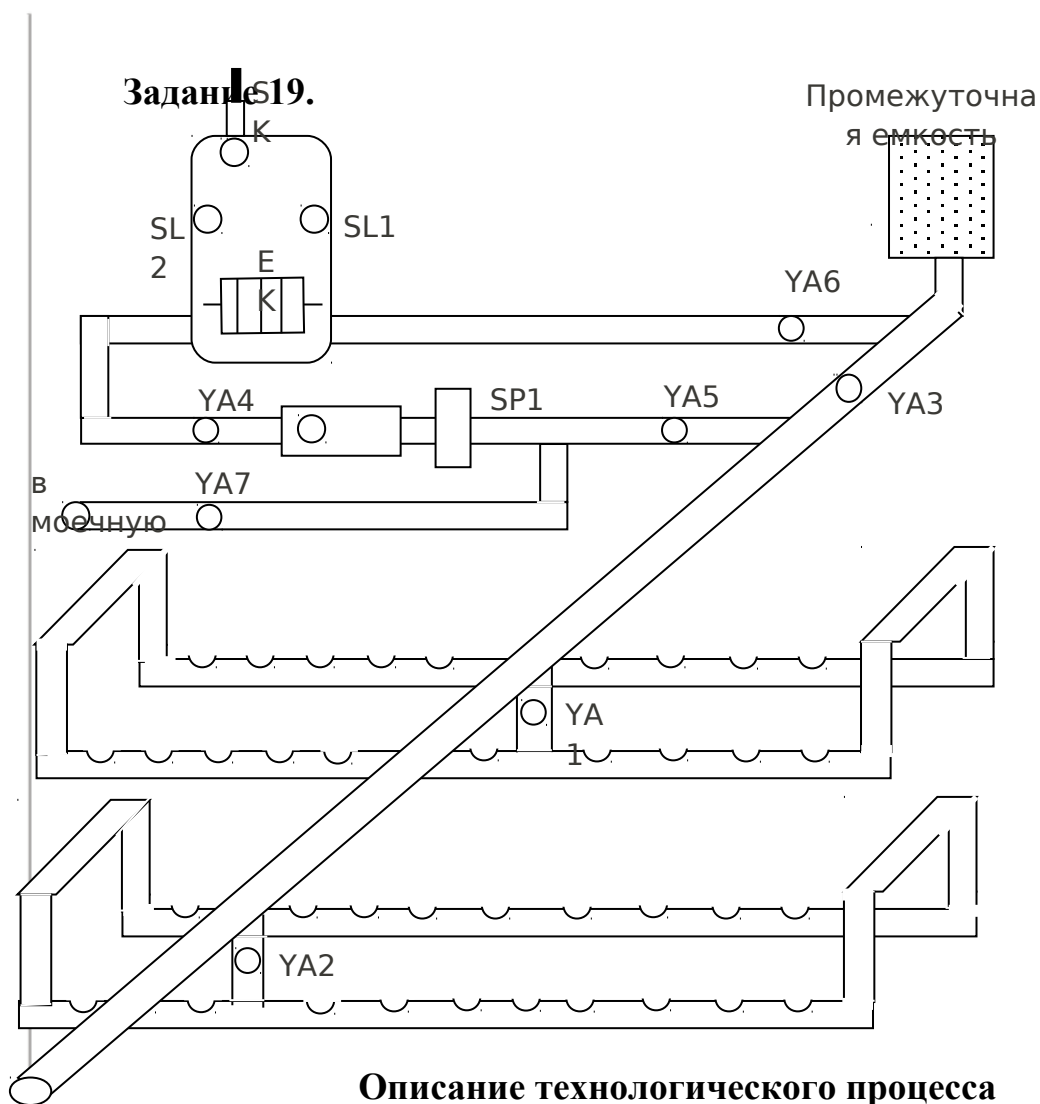 Задание 19.
S
K
Промежуточна
я емкость
SL
2
SL1
E
K
YA6
YA4
SP1
YA5
YA3
в
моечную
YA7
YA
1
YA2
Описание технологического процесса